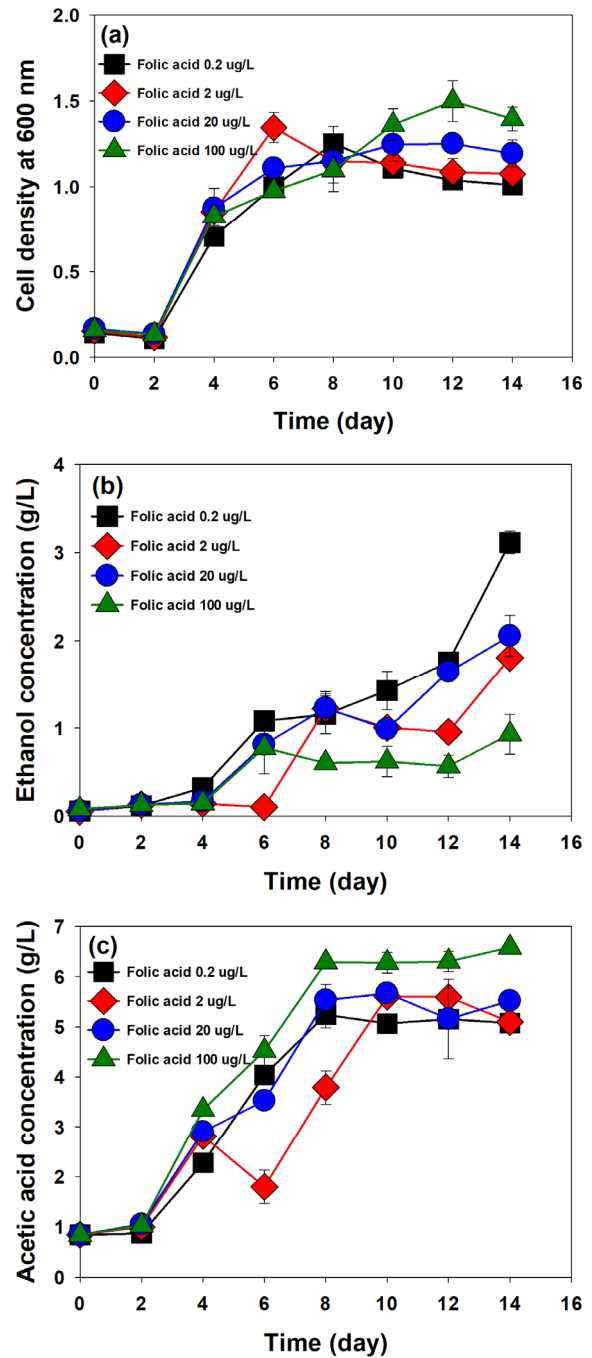 (a)
Folic acid 0.2 ug/L
Folic acid 2 ug/L
Folic acid 20 ug/L
Folic acid 100 ug/L
Cell density at 600 nm
2.0
1.5
1.0
0.5
0.0
0 2 4 6 8 10 12 14 16
Time (day)
(b)
Folic acid 0.2 ug/L
Folic acid 2 ug/L
Folic acid 20 ug/L
Folic acid 100 ug/L
Ethanol concentration (g/L)
4
3
2
1
0
0 2 4 6 8 10 12 14 16
Time (day)
(c)
Folic acid 0.2 ug/L
Folic acid 2 ug/L
Folic acid 20 ug/L
Folic acid 100 ug/L
Acetic acid concentration (g/L)
7
6
5
4
3
2
1
0
0 2 4 6 8 10 12 14 16
Time (day)